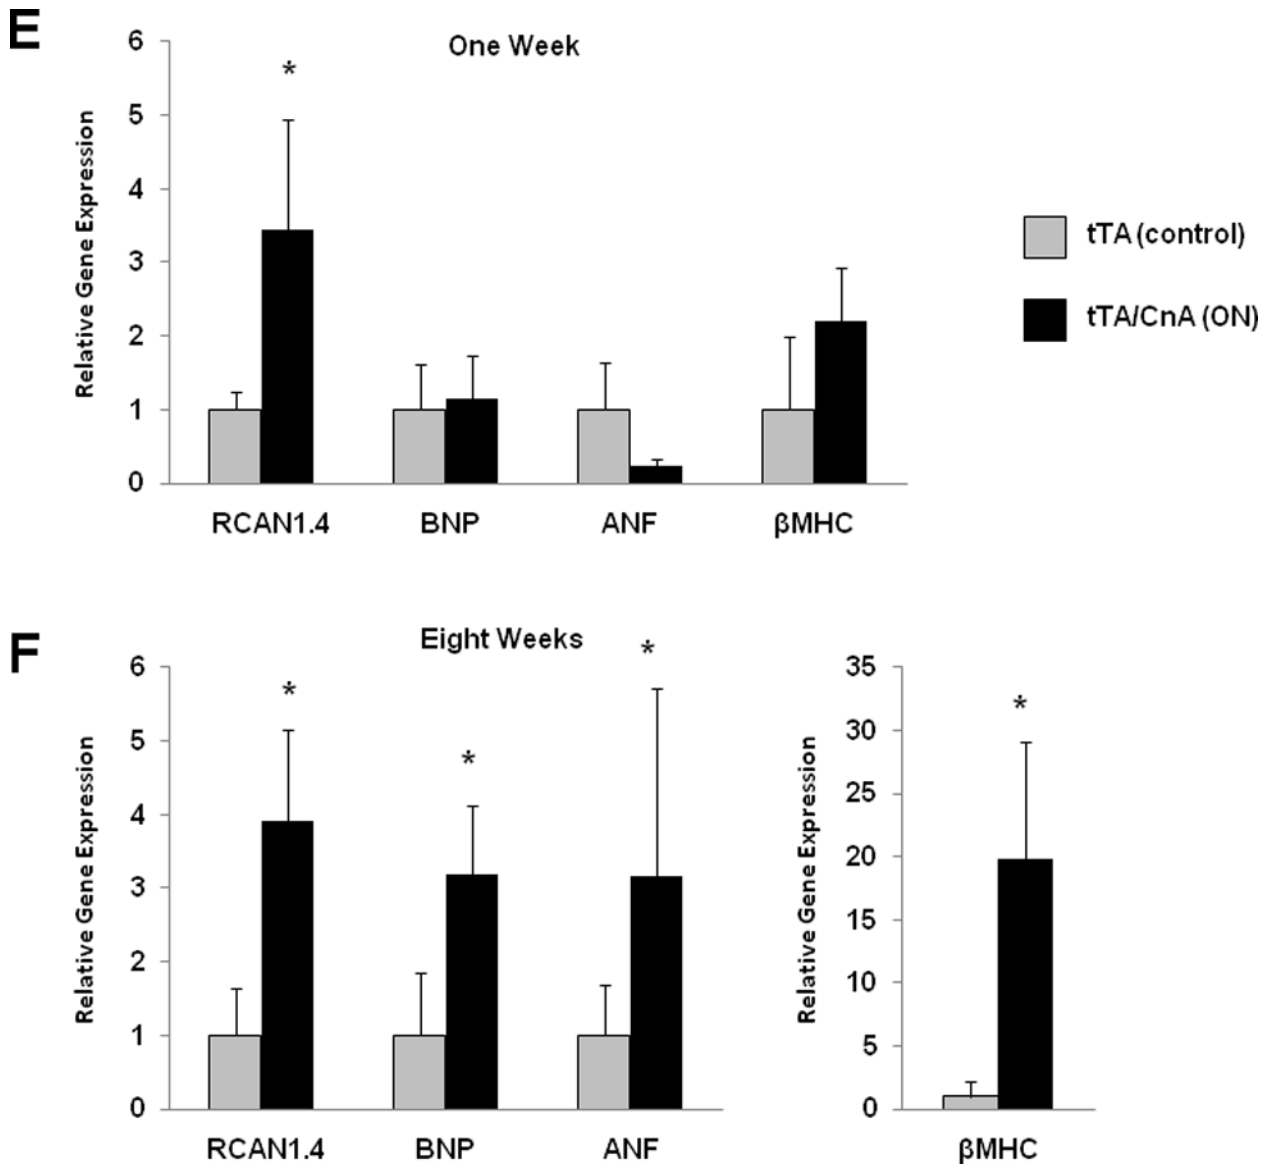 E
One Week
Relative Gene Expression
6
5
4
3
2
1
0
*
RCAN1.4 BNP ANF βMHC
tTA (control)
tTA/CnA (ON)
F
Eight Weeks
Relative Gene Expression
6
5
4
3
2
1
0
* * *
RCAN1.4 BNP ANF
Relative Gene Expression
35
30
25
20
15
10
5
0
*
βMHC